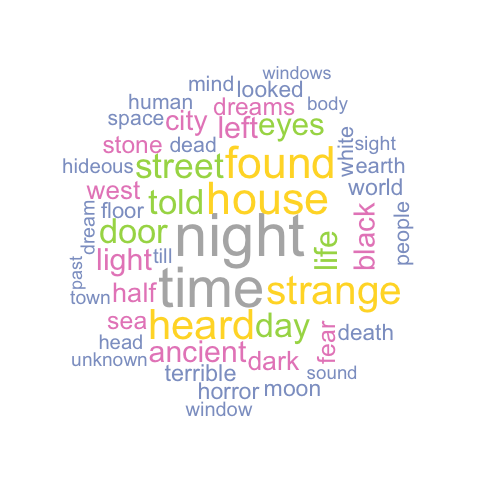 windows
mind looked
human dreams body
space city left eyes
stone dead white sight
hideous street found earth
west told house world
dream floor door night life black people
past light till
town half time strange
sea heard day
head ancient dark fear death
unknown terrible sound
horror moon
window